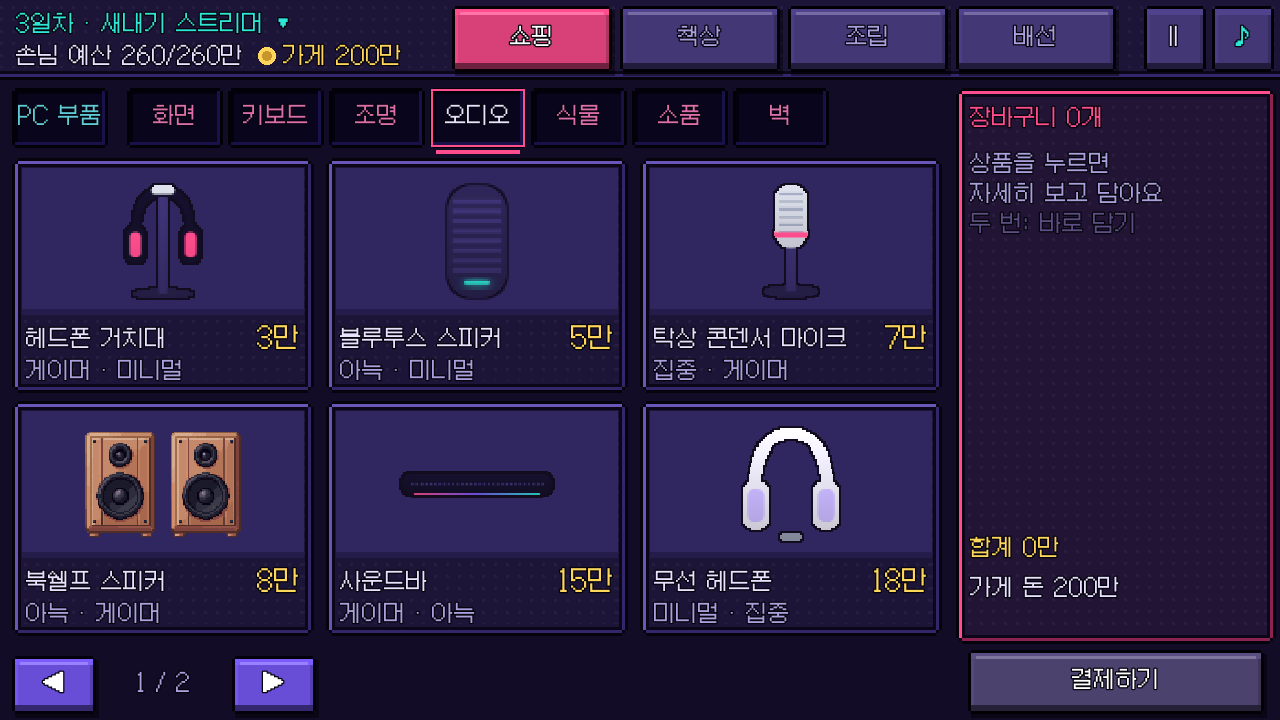 3일차 · 새내기 스트리머 ▼
손님 예산 260/260만 가게 200만
쇼핑
책상
조립
배선
PC 부품
화면
키보드
조명
오디오
식물
소품
벽
헤드폰 거치대 3만
게이머 · 미니멀
블루투스 스피커 5만
아늑 · 미니멀
탁상 콘덴서 마이크 7만
집중 · 게이머
북쉘프 스피커 8만
아늑 · 게이머
사운드바 15만
게이머 · 아늑
무선 헤드폰 18만
미니멀 · 집중
1 / 2
장바구니 0개
상품을 누르면
자세히 보고 담아요
두 번: 바로 담기
합계 0만
가게 돈 200만
결제하기